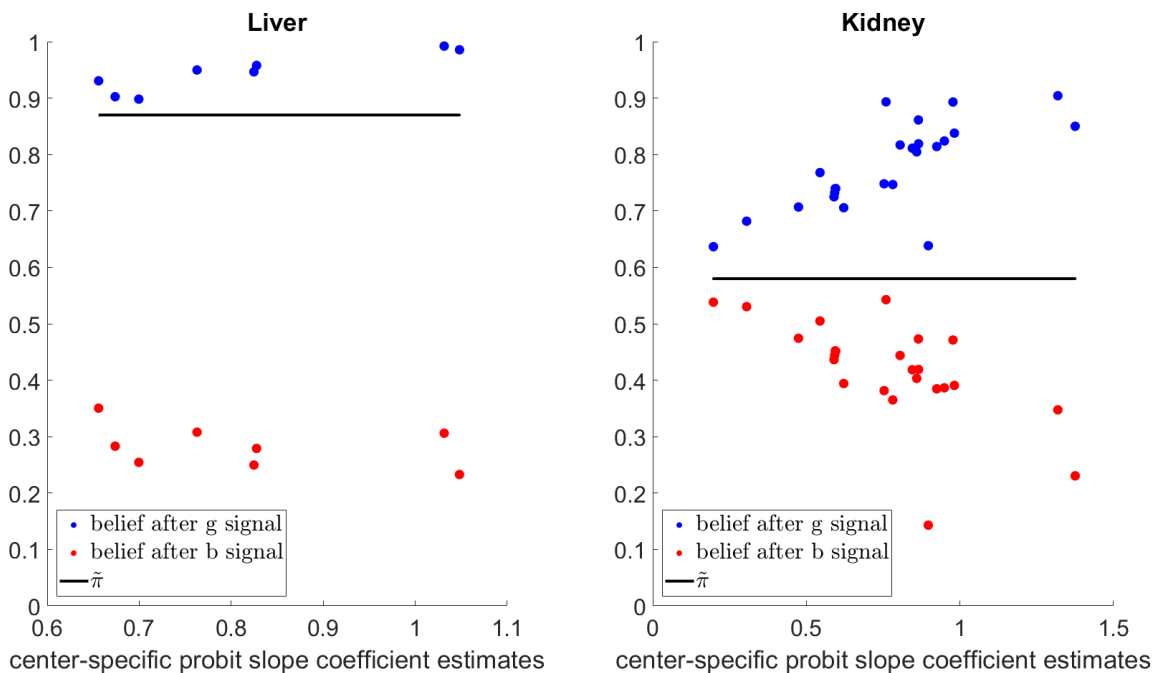 Liver
1
0.9
0.8
0.7
0.6
0.5
0.4
0.3
0.2
0.1
0
belief after g signal
belief after b signal
π̃
0.6 0.7 0.8 0.9 1 1.1
center-specific probit slope coefficient estimates
Kidney
1
0.9
0.8
0.7
0.6
0.5
0.4
0.3
0.2
0.1
0
belief after g signal
belief after b signal
π̃
0 0.5 1 1.5
center-specific probit slope coefficient estimates